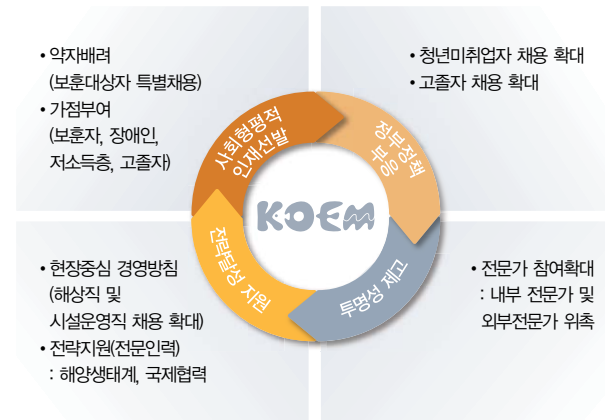 • 약자배려
(보훈대상자 특별채용)
• 가점부여
(보훈자, 장애인,
저소득층, 고졸자)
• 청년미취업자 채용 확대
• 고졸자 채용 확대
사회형평적
인재선발
정부정책
부응
KOEM
전략달성 지원
투명성 제고
• 현장중심 경영방침
(해상직 및
시설운영직 채용 확대)
• 전략지원(전문인력)
: 해양생태계, 국제협력
• 전문가 참여확대
: 내부 전문가 및
외부전문가 위촉